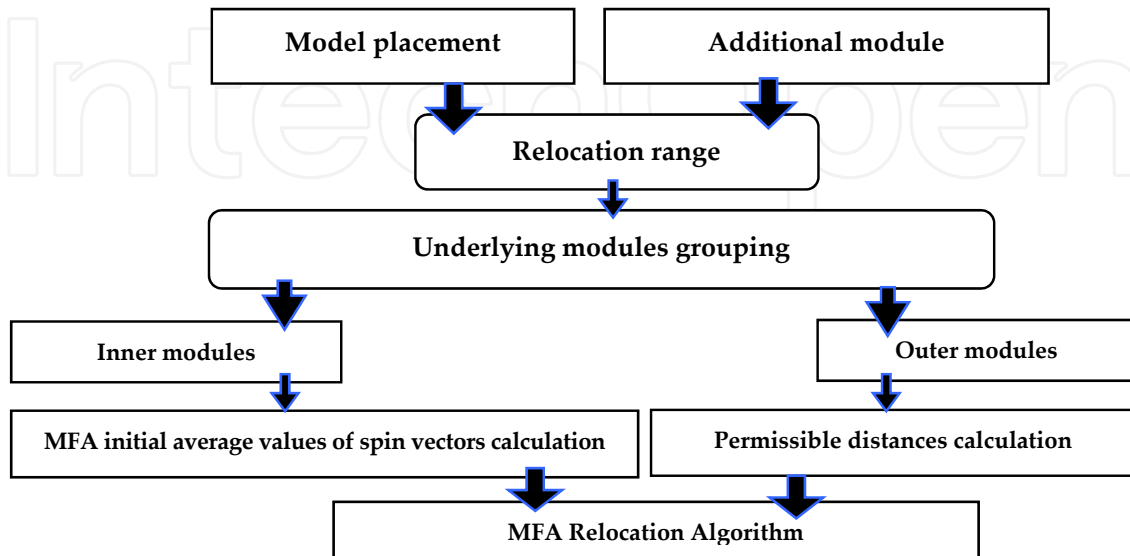 IntechOpen
Model placement
Additional module
Relocation range
Underlying modules grouping
Inner modules
Outer modules
MFA initial average values of spin vectors calculation
Permissible distances calculation
MFA Relocation Algorithm